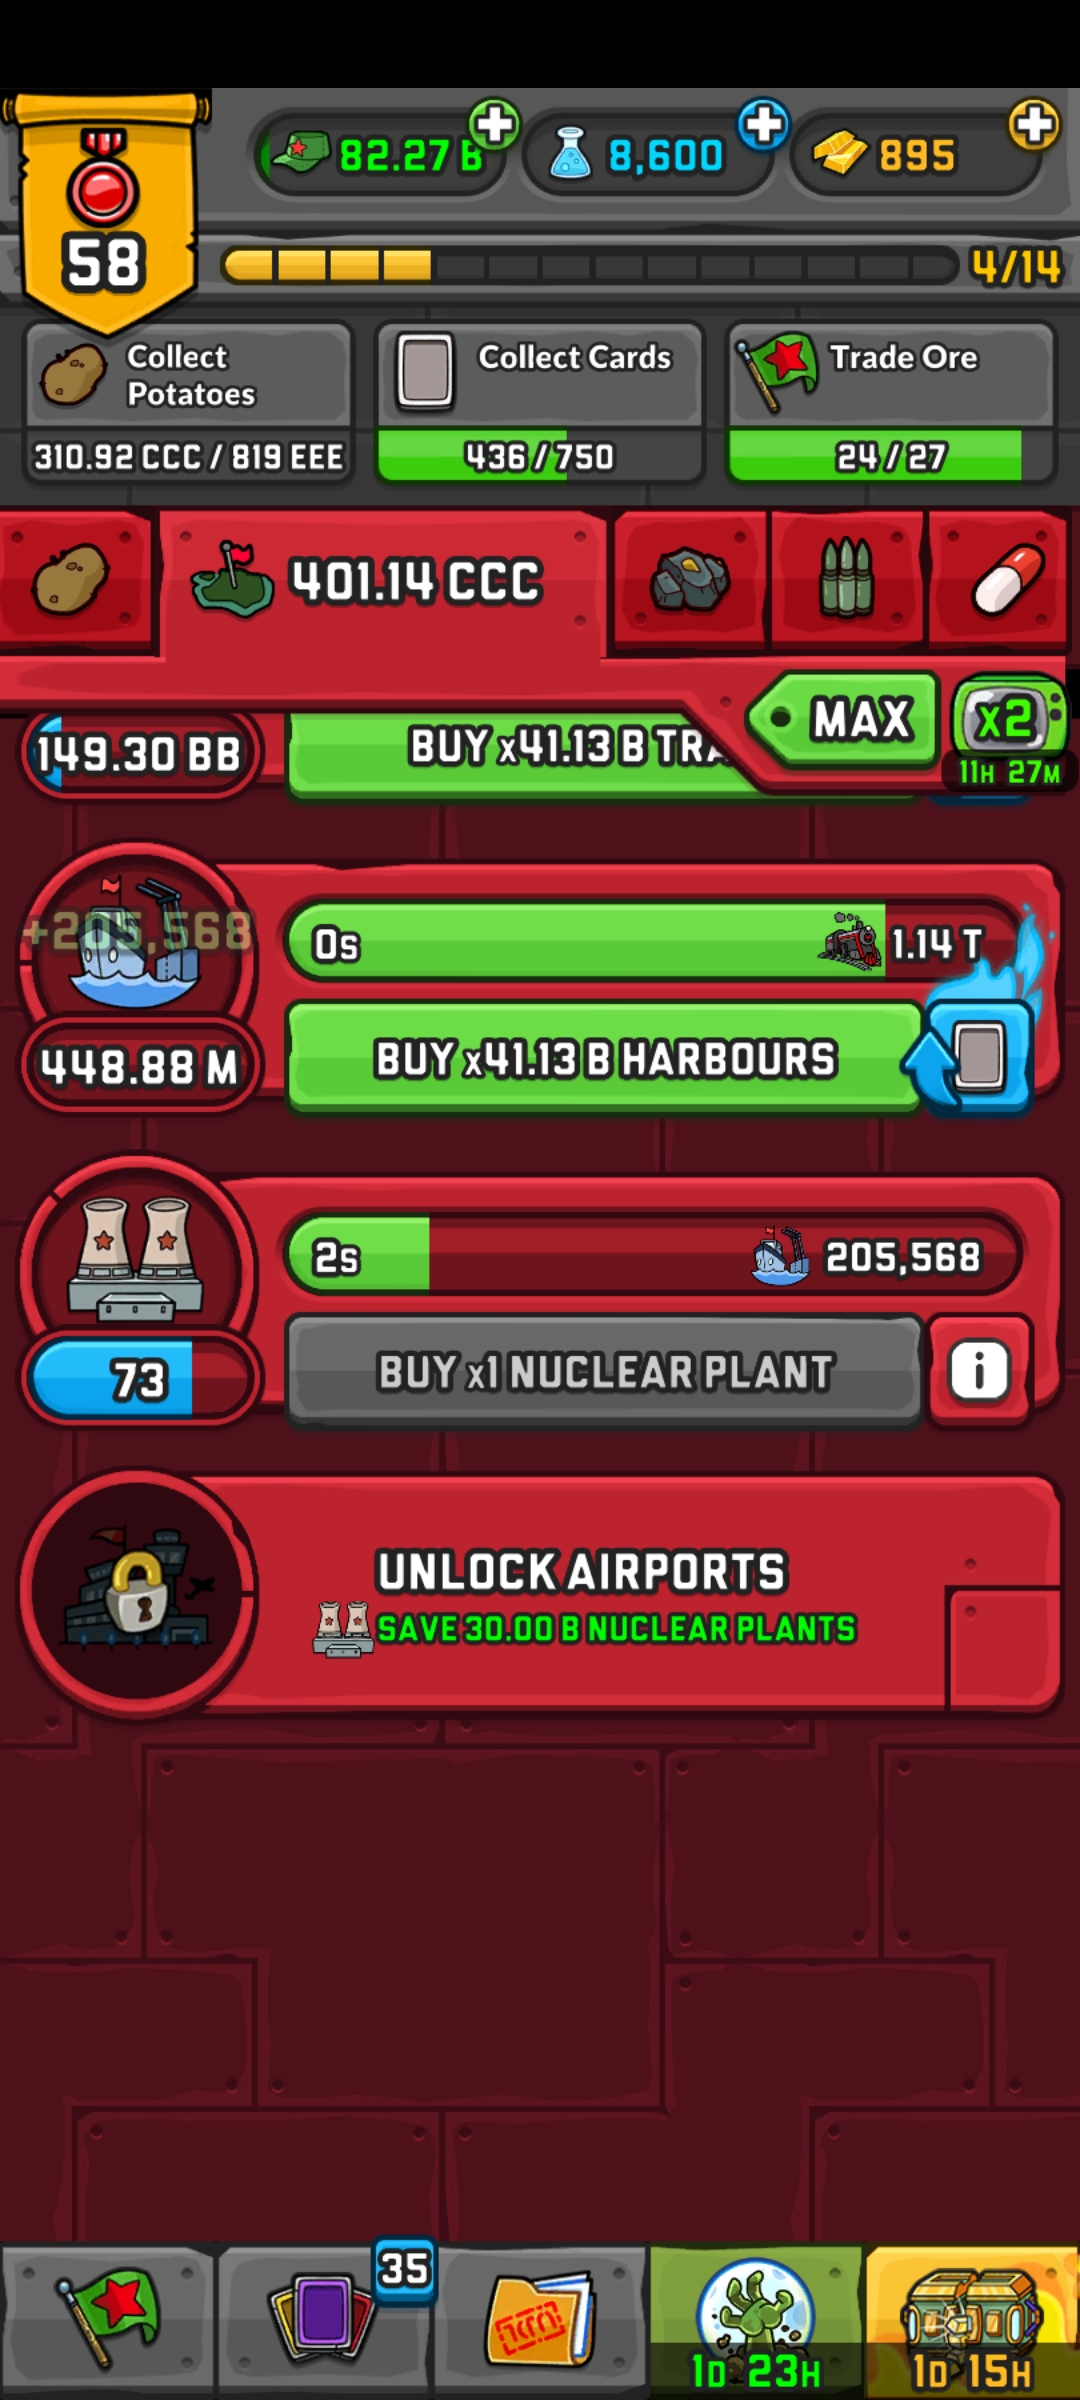 82.27 B
8,600
895
58
4/14
Collect
Potatoes
Collect Cards
Trade Ore
310.92 CCC / 819 EEE
436 / 750
24 / 27
401.14 CCC
MAX
x2
11H 27M
149.30 BB
BUY x41.13 B TRA
+205,568
0s
1.14 T
448.88 M
BUY x41.13 B HARBOURS
2s
205,568
73
BUY x1 NUCLEAR PLANT
i
UNLOCK AIRPORTS
SAVE 30.00 B NUCLEAR PLANTS
35
1D 23H
1D 15H